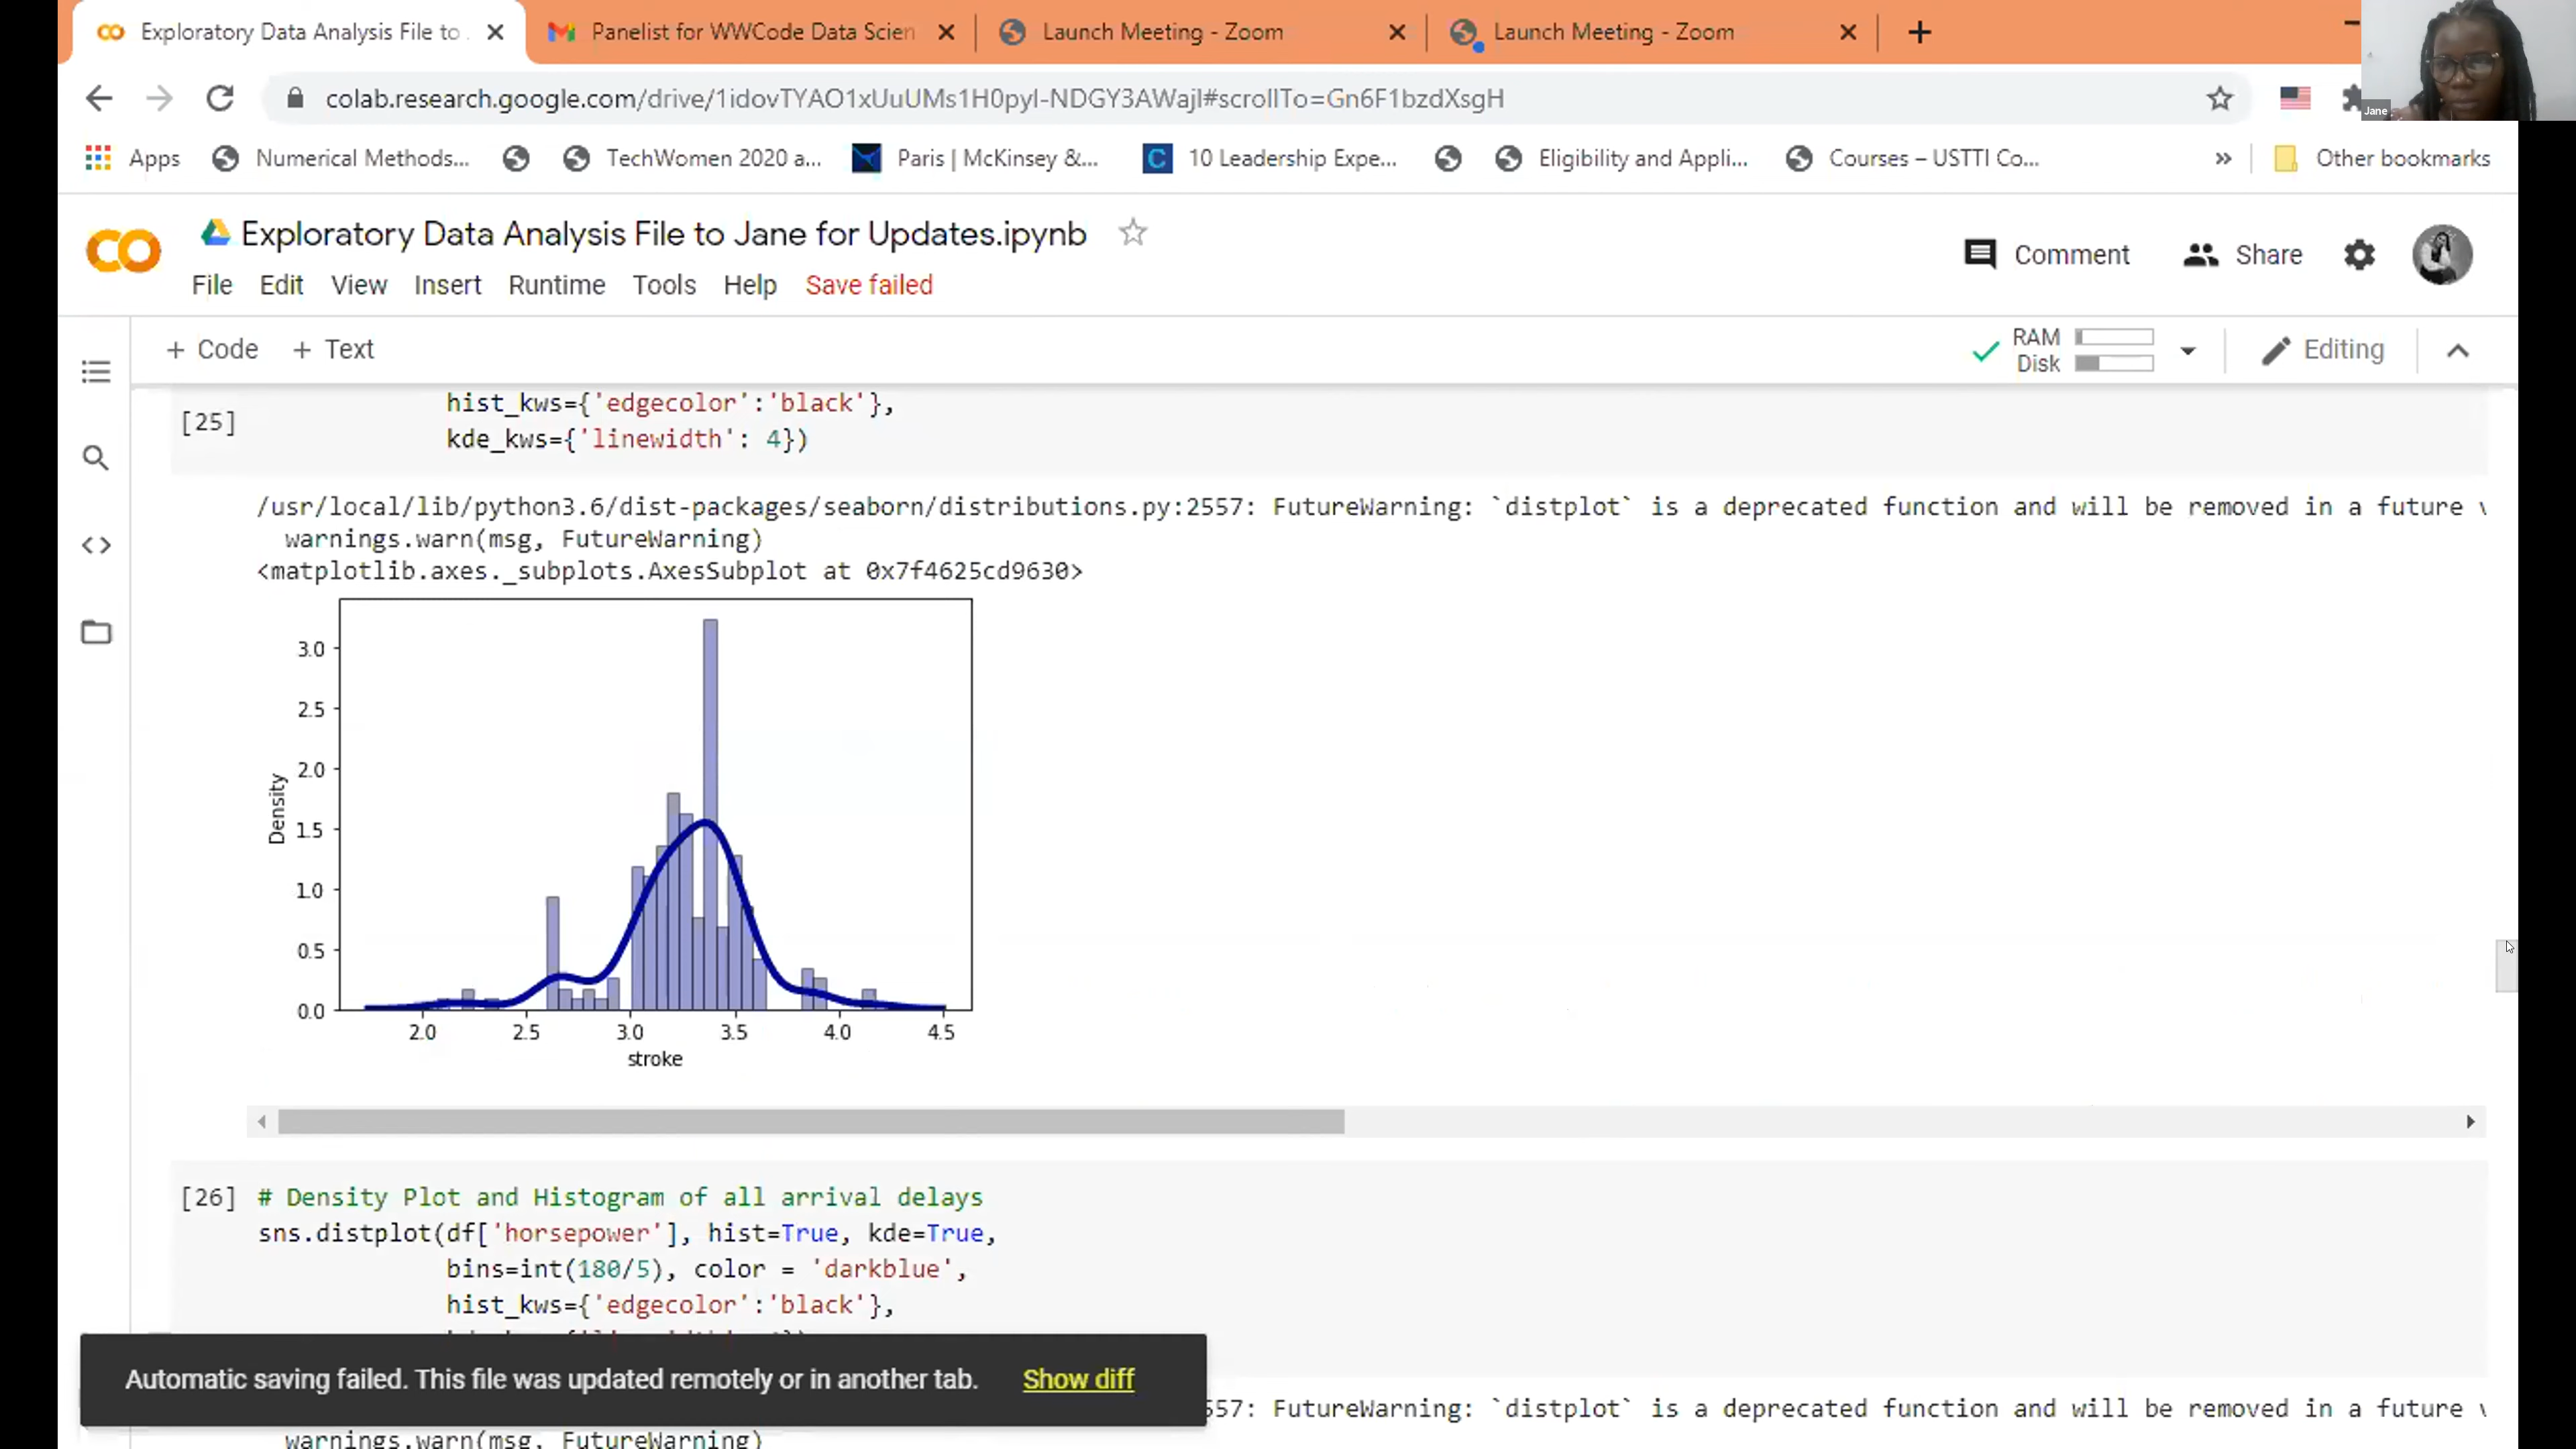 Exploratory Data Analysis File to
Panelist for WWCode Data Scien
Launch Meeting - Zoom
Launch Meeting - Zoom
colab.research.google.com/drive/1idovTYAO1xUuUMs1H0pyI-NDGY3AWajI#scrollTo=Gn6F1bzdXsgH
Jane
Apps
Numerical Methods...
TechWomen 2020 a...
Paris | McKinsey &...
10 Leadership Expe...
Eligibility and Appli...
Courses – USTTI Co...
Other bookmarks
Exploratory Data Analysis File to Jane for Updates.ipynb
Comment
Share
File Edit View Insert Runtime Tools Help Save failed
+ Code + Text
RAM
Disk
Editing
[25]
hist_kws={'edgecolor':'black'},
kde_kws={'linewidth': 4})
/usr/local/lib/python3.6/dist-packages/seaborn/distributions.py:2557: FutureWarning: `distplot` is a deprecated function and will be removed in a future
warnings.warn(msg, FutureWarning)
<matplotlib.axes._subplots.AxesSubplot at 0x7f4625cd9630>
3.0
2.5
2.0
1.5
1.0
0.5
0.0
Density
2.0 2.5 3.0 3.5 4.0 4.5
stroke
[26] # Density Plot and Histogram of all arrival delays
sns.distplot(df['horsepower'], hist=True, kde=True,
bins=int(180/5), color = 'darkblue',
hist_kws={'edgecolor':'black'},
Automatic saving failed. This file was updated remotely or in another tab. Show diff
557: FutureWarning: `distplot` is a deprecated function and will be removed in a future
warnings.warn(msg, FutureWarning)